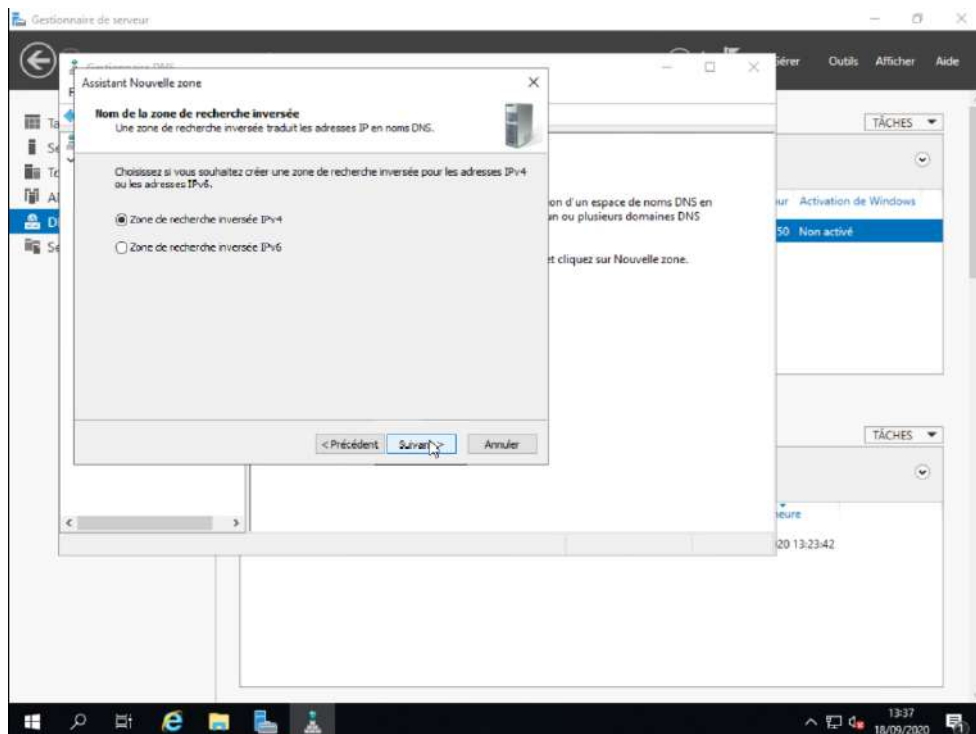 Gestionnaire de serveur
Gérer Outils Afficher Aide
Gestionnaire DNS
Assistant Nouvelle zone
Nom de la zone de recherche inversée
Une zone de recherche inversée traduit les adresses IP en noms DNS.
Choisissez si vous souhaitez créer une zone de recherche inversée pour les adresses IPv4
ou les adresses IPv6.
Zone de recherche inversée IPv4
Zone de recherche inversée IPv6
< Précédent Suivant > Annuler
on d'un espace de noms DNS en
un ou plusieurs domaines DNS
et cliquez sur Nouvelle zone.
TÂCHES
Activation de Windows
50 Non activé
TÂCHES
heure
20 13:23:42
13:37
18/09/2020